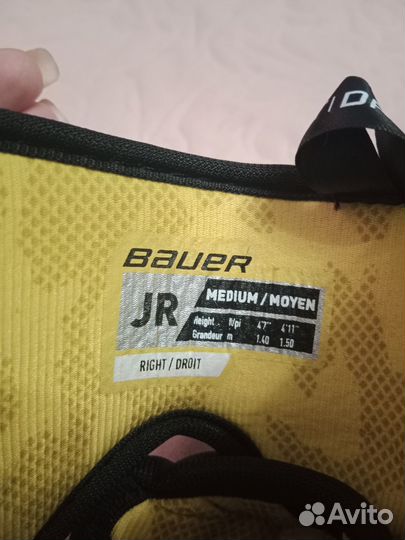 BAUER
JR
MEDIUM / MOYEN
Height ft/pi 4'7" 4'11"
Grandeur m 1.40 1.50
RIGHT / DROIT
Avito